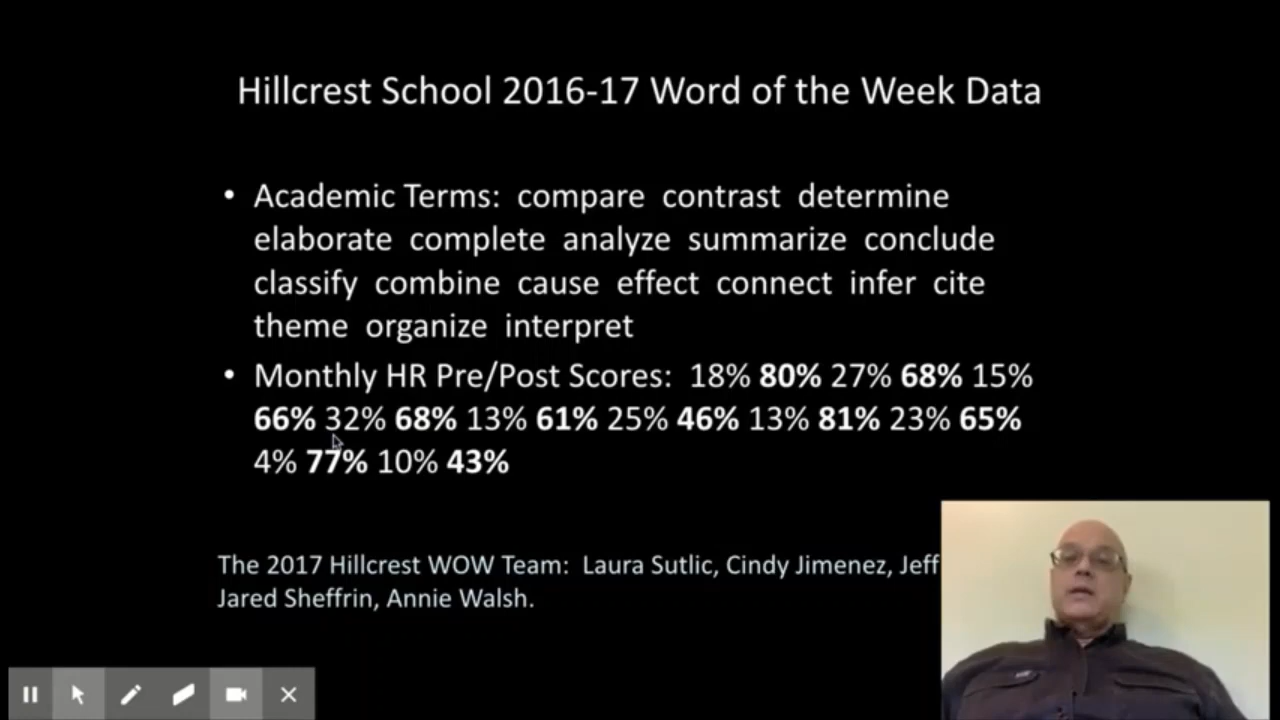 Hillcrest School 2016-17 Word of the Week Data
• Academic Terms: compare contrast determine
elaborate complete analyze summarize conclude
classify combine cause effect connect infer cite
theme organize interpret
• Monthly HR Pre/Post Scores: 18% 80% 27% 68% 15%
66% 32% 68% 13% 61% 25% 46% 13% 81% 23% 65%
4% 77% 10% 43%
The 2017 Hillcrest WOW Team: Laura Sutlic, Cindy Jimenez, Jeff
Jared Sheffrin, Annie Walsh.